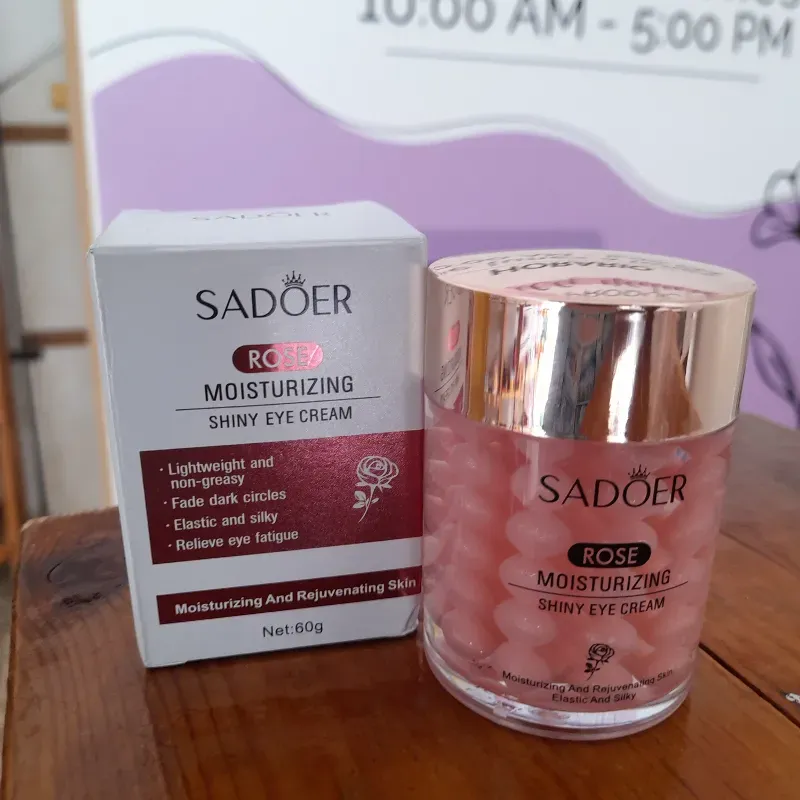 10:00 AM - 5:00 PM
SADOER
SADOER
ROSE
MOISTURIZING
SHINY EYE CREAM
· Lightweight and
non-greasy
· Fade dark circles
· Elastic and silky
· Relieve eye fatigue
Moisturizing And Rejuvenating Skin
Net:60g
SADOER
ROSE
MOISTURIZING
SHINY EYE CREAM
Moisturizing And Rejuvenating Skin
Elastic And Silky